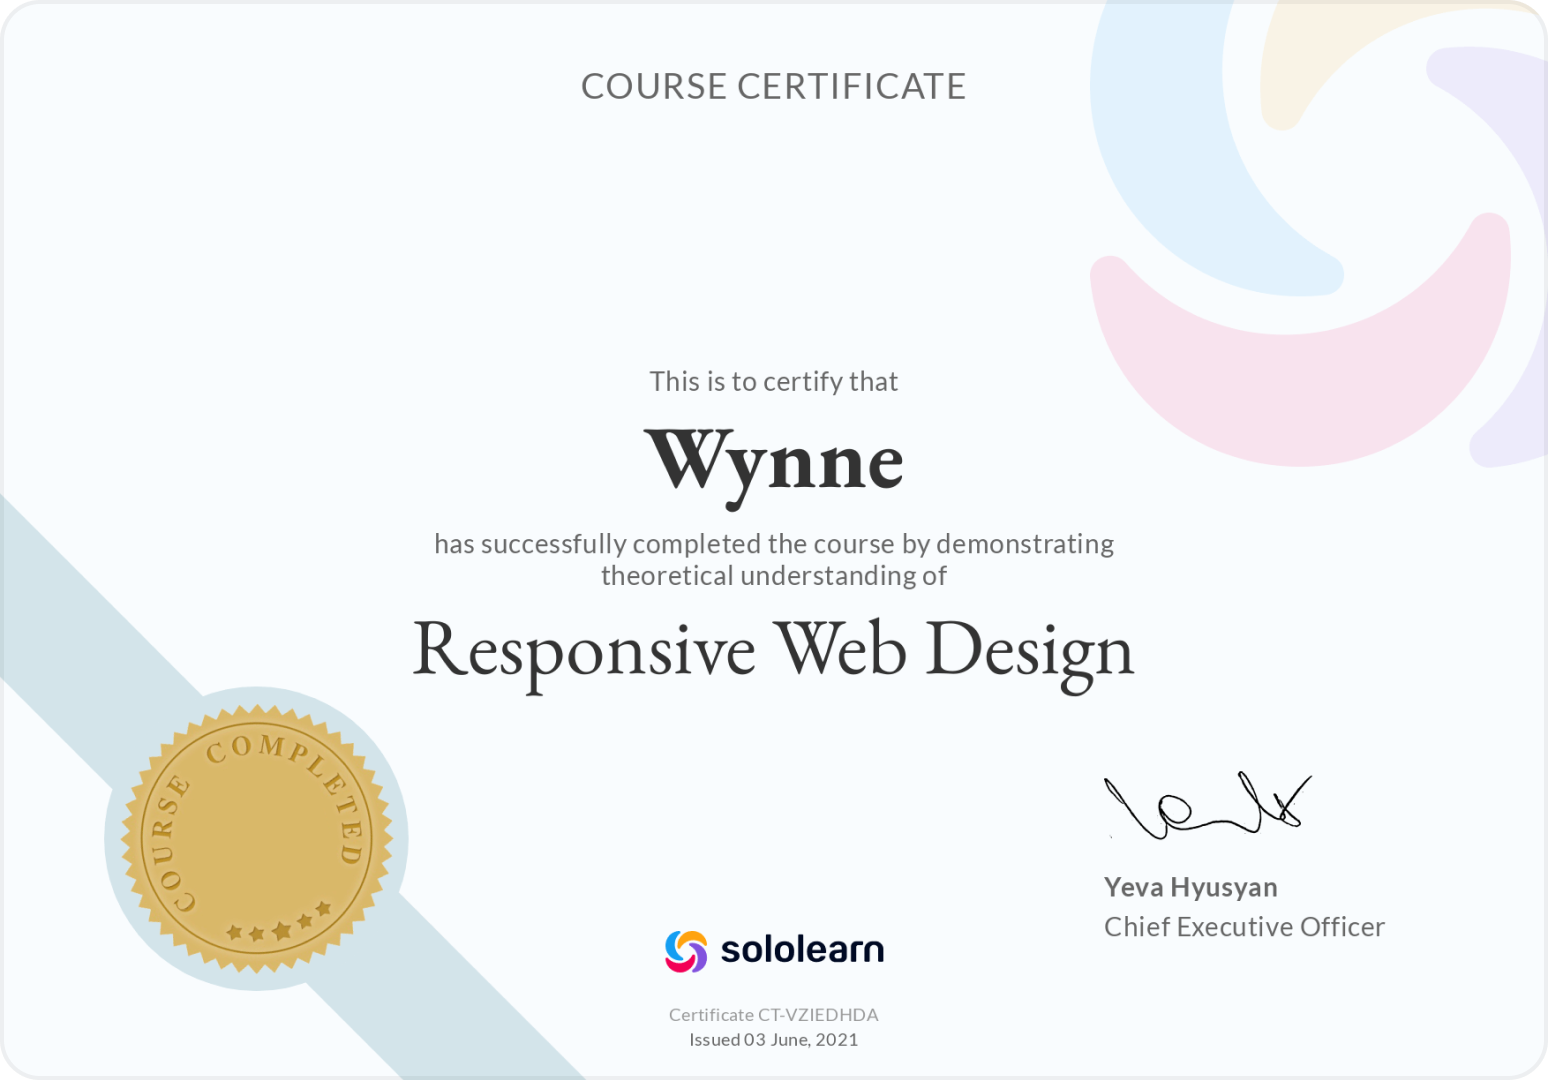 COURSE CERTIFICATE
This is to certify that
Wynne
has successfully completed the course by demonstrating
theoretical understanding of
Responsive Web Design
COURSE COMPLETED
Yeva Hyusyan
Chief Executive Officer
sololearn
Certificate CT-VZIEDHDA
Issued 03 June, 2021